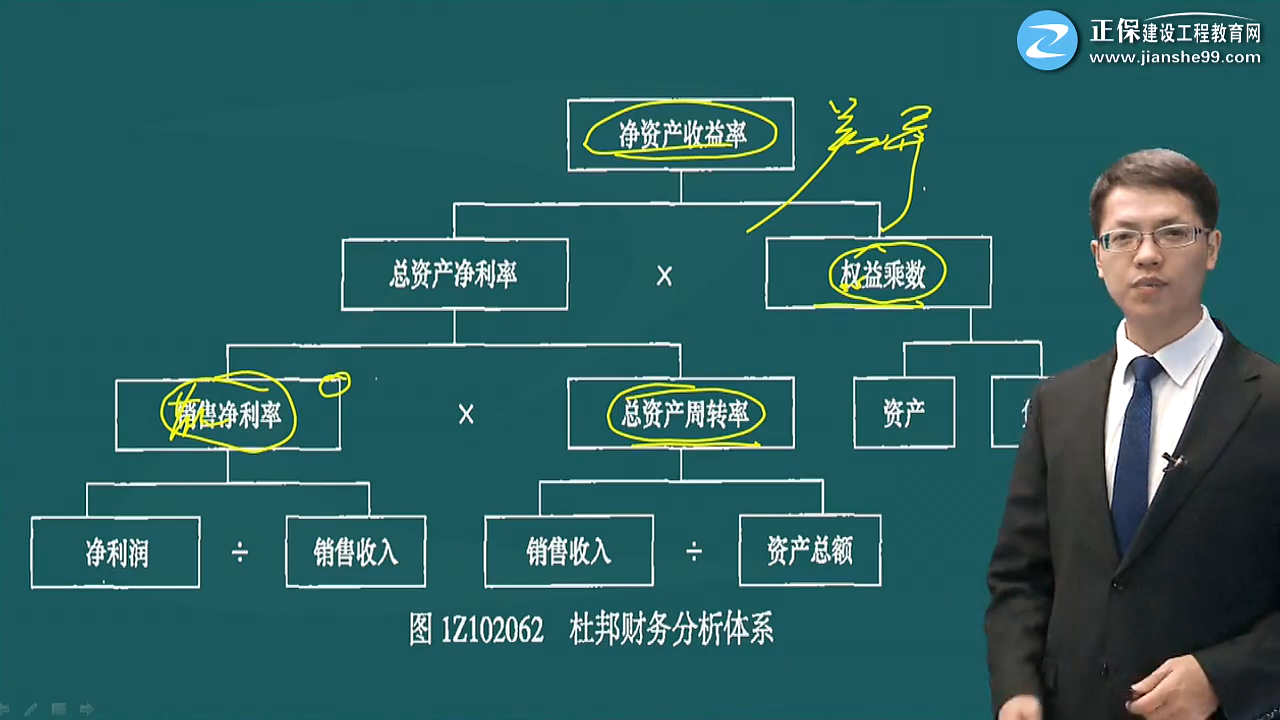 正保建设工程教育网
www.jianshe99.com
净资产收益率
差异
总资产净利率 × 权益乘数
销售净利率 × 总资产周转率 资产
净利润 ÷ 销售收入 销售收入 ÷ 资产总额
图 1Z102062 杜邦财务分析体系